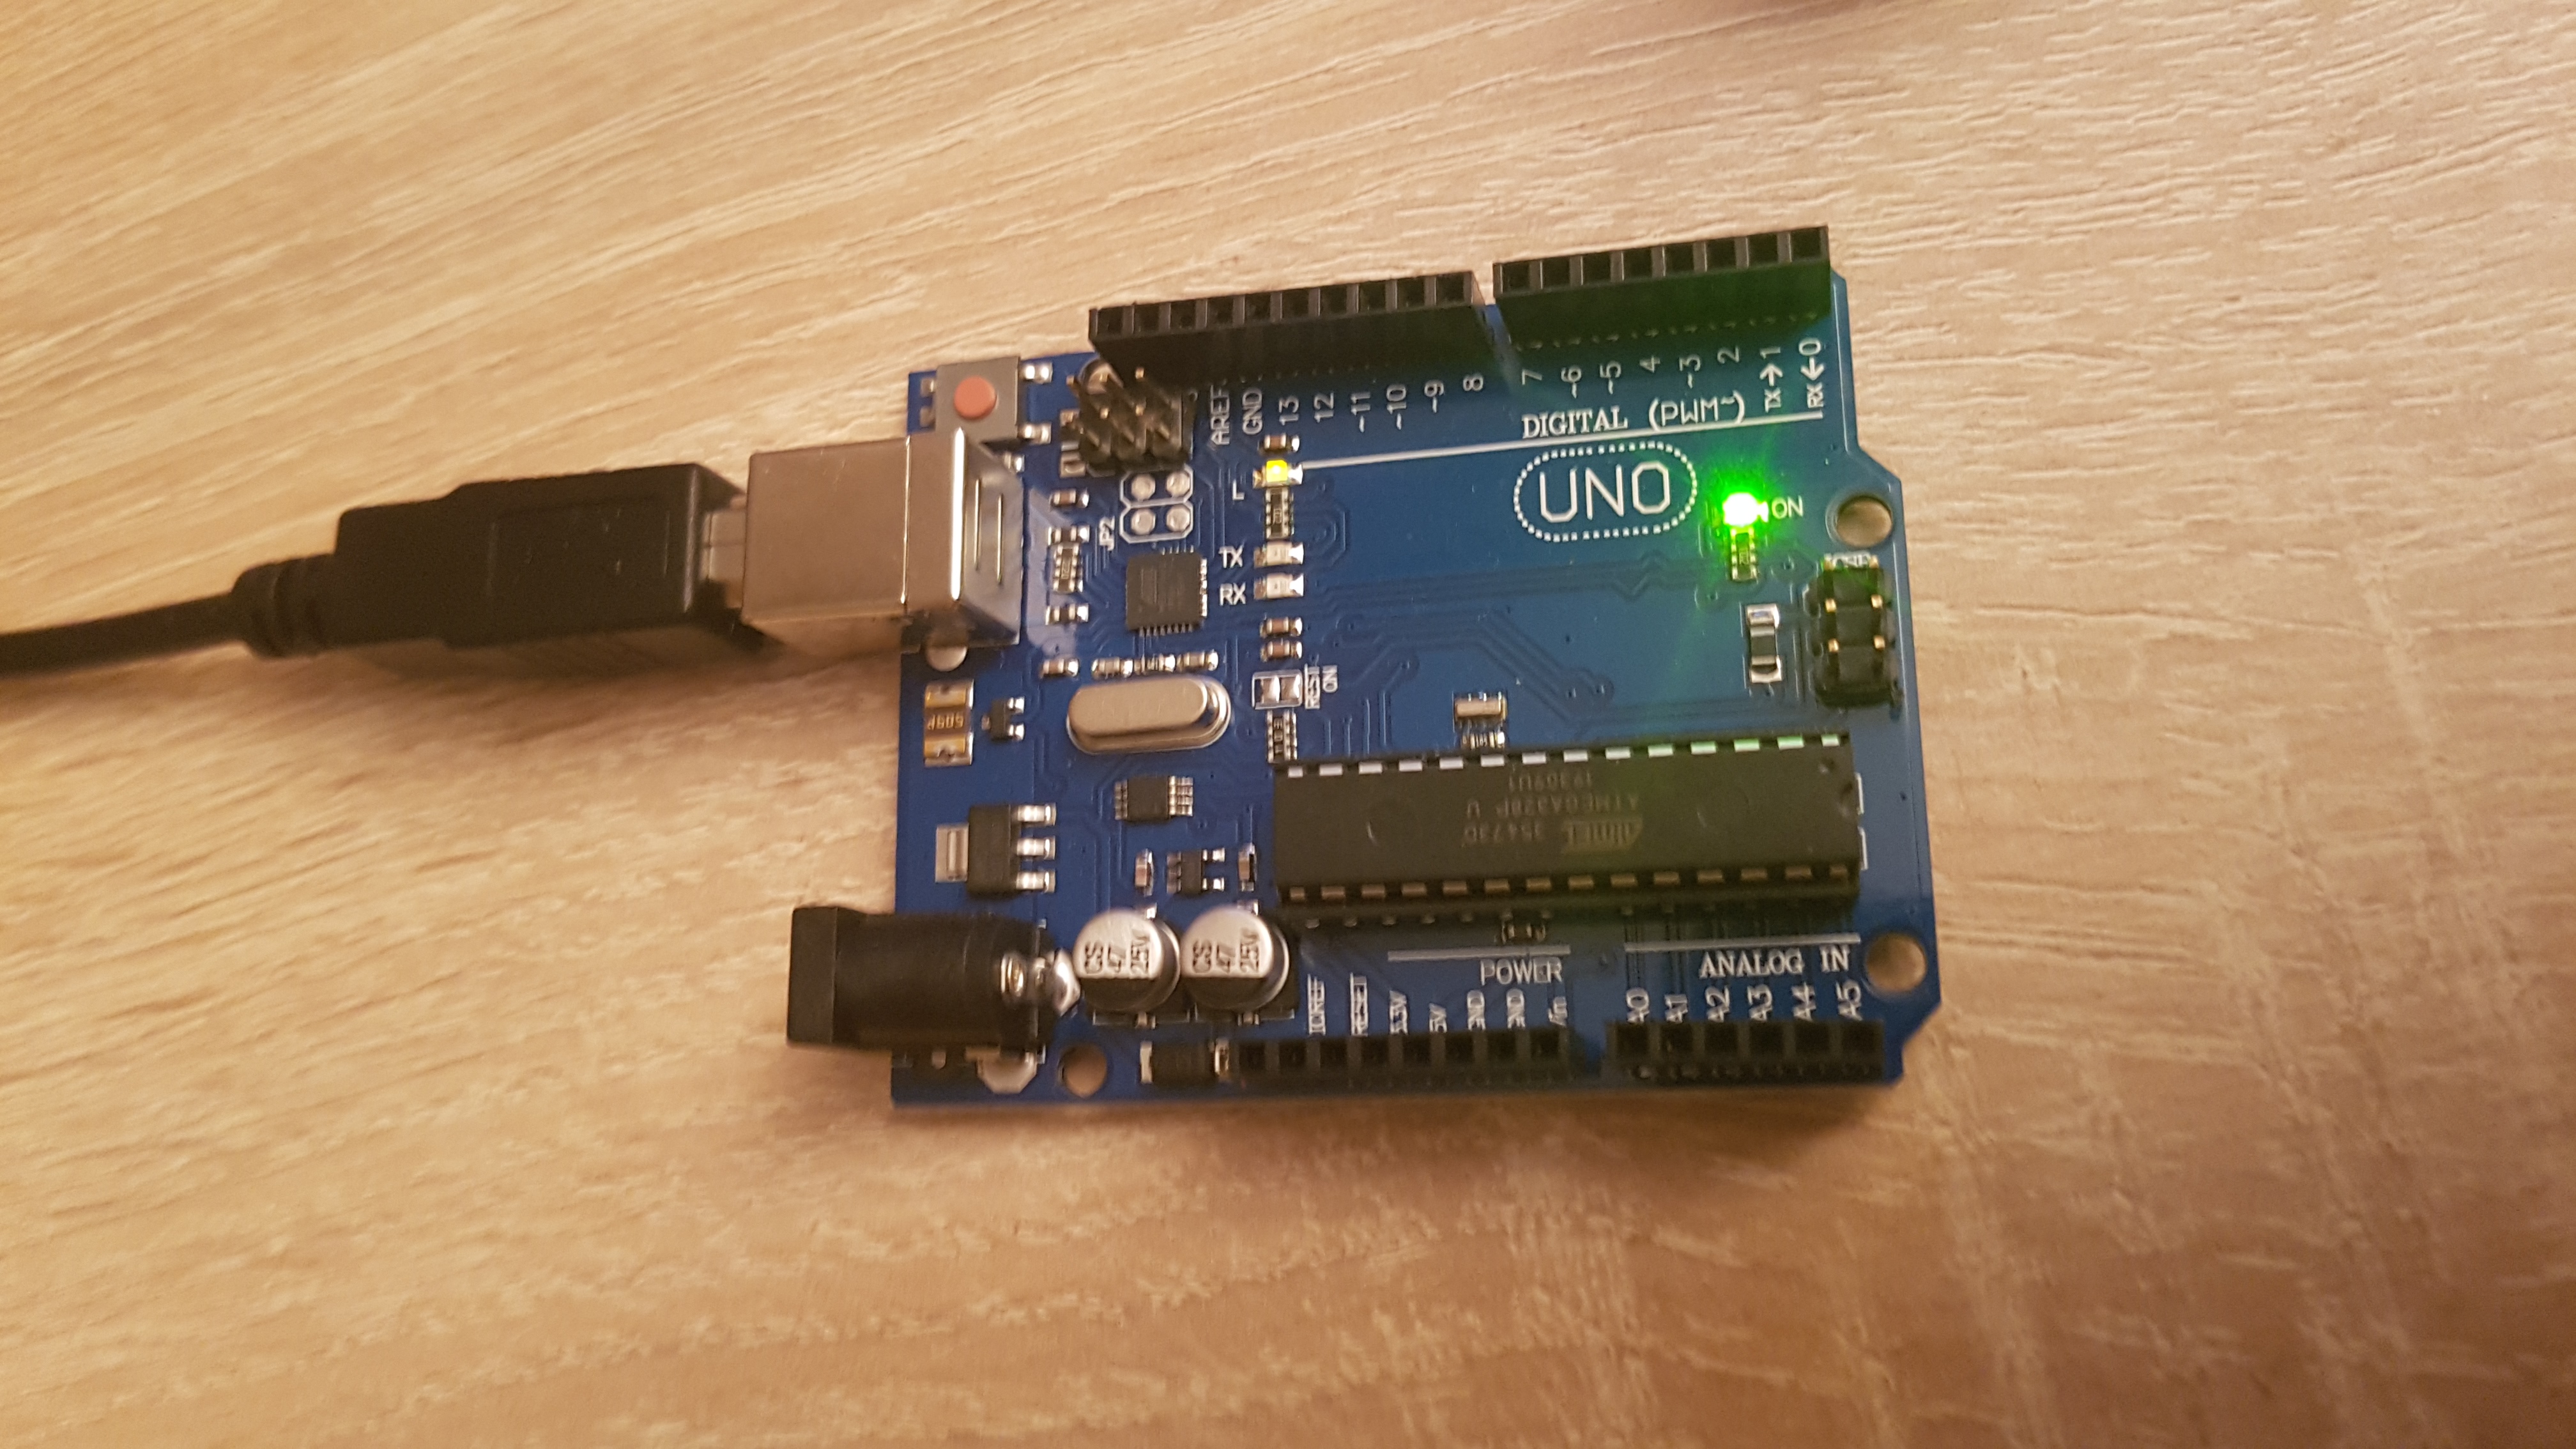 CS
47
25V
CS
47
25V
JP2
RX
TX
L
AREF
GND
13
12
~11
~10
~9
8
7
~6
~5
4
~3
2
TX→1
RX←0
DIGITAL (PWM~)
UNO
ON
IOREF
RESET
3.3V
5V
GND
GND
Vin
POWER
A0
A1
A2
A3
A4
A5
ANALOG IN
Atmel
ATMEGA328P